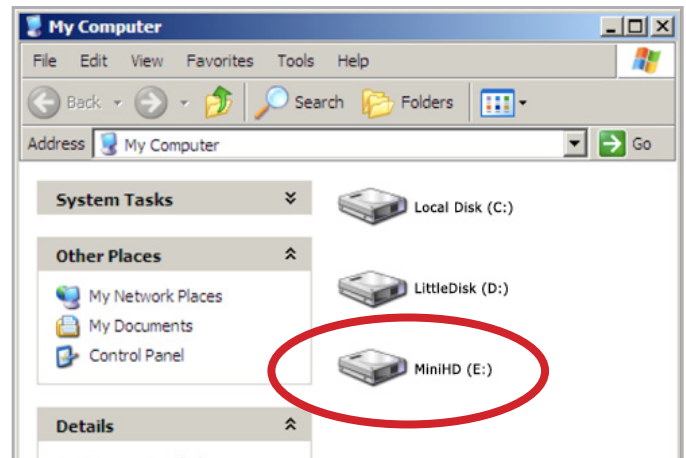 My Computer
File Edit View Favorites Tools Help
Back Search Folders
Address My Computer Go
System Tasks
Other Places
My Network Places
My Documents
Control Panel
Details
Local Disk (C:)
LittleDisk (D:)
MiniHD (E:)